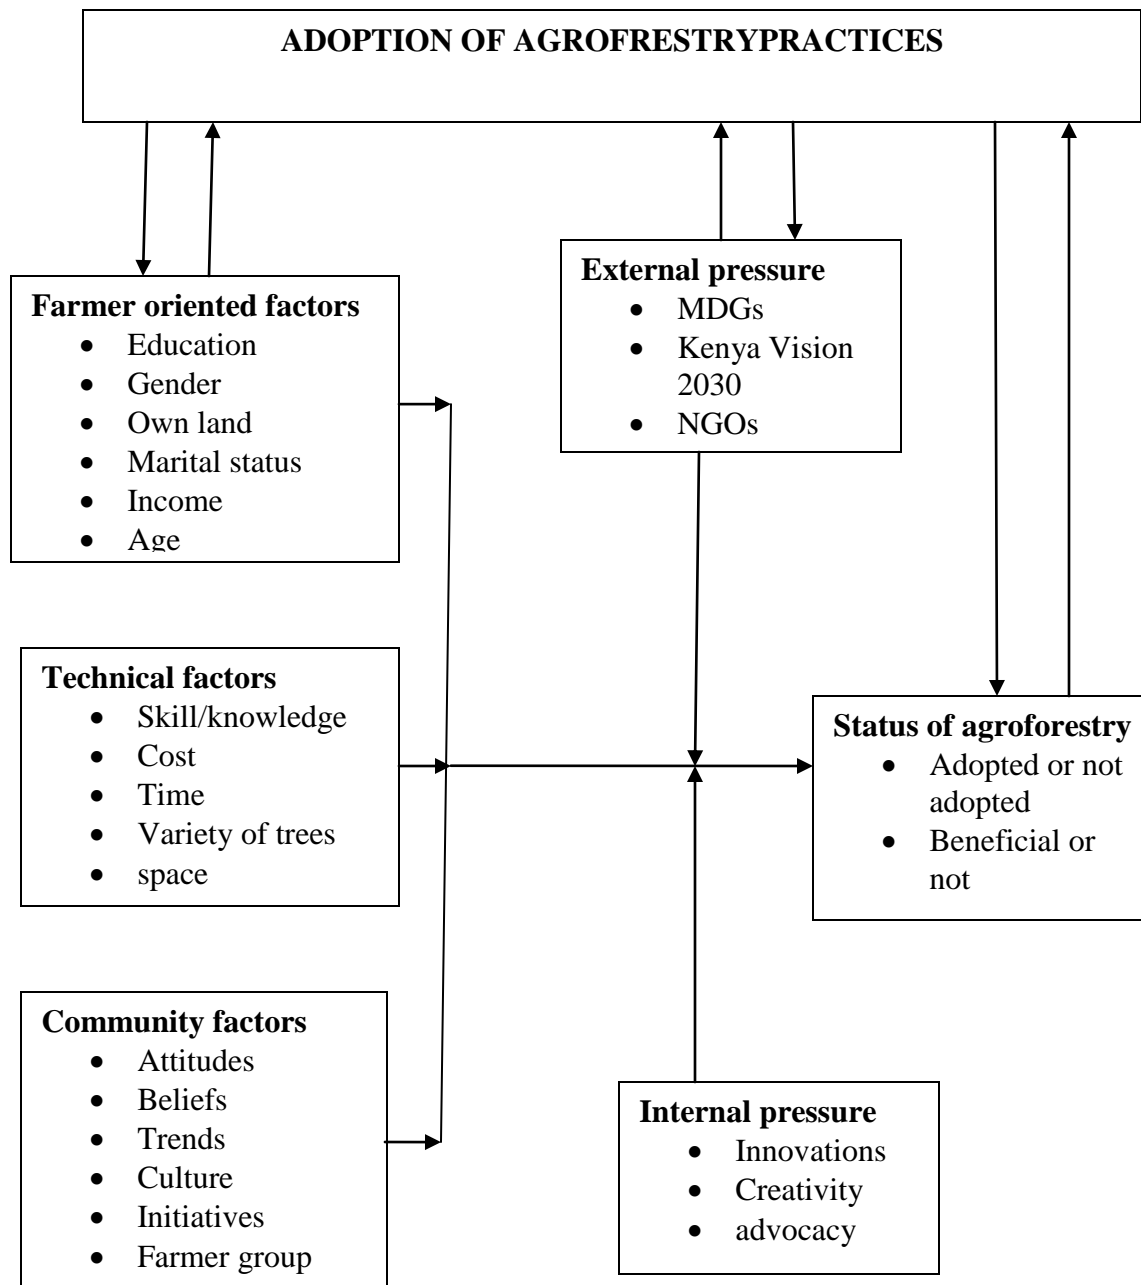 ADOPTION OF AGROFRESTRYPRACTICES
External pressure
• MDGs
• Kenya Vision
2030
• NGOs
Farmer oriented factors
• Education
• Gender
• Own land
• Marital status
• Income
• Age
Technical factors
• Skill/knowledge
• Cost
• Time
• Variety of trees
• space
Status of agroforestry
• Adopted or not
adopted
• Beneficial or
not
Community factors
• Attitudes
• Beliefs
• Trends
• Culture
• Initiatives
• Farmer group
Internal pressure
• Innovations
• Creativity
• advocacy